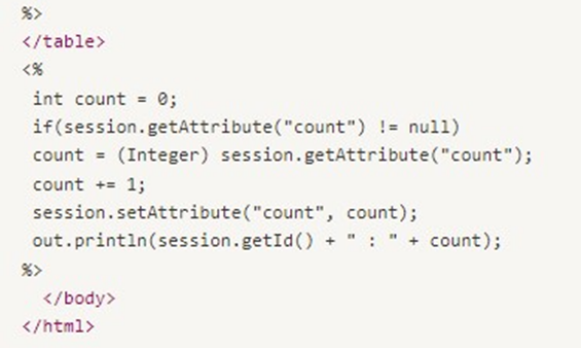 %>
</table>
<%
int count = 0;
if(session.getAttribute("count") != null)
count = (Integer) session.getAttribute("count");
count += 1;
session.setAttribute("count", count);
out.println(session.getId() + " : " + count);
%>
</body>
</html>